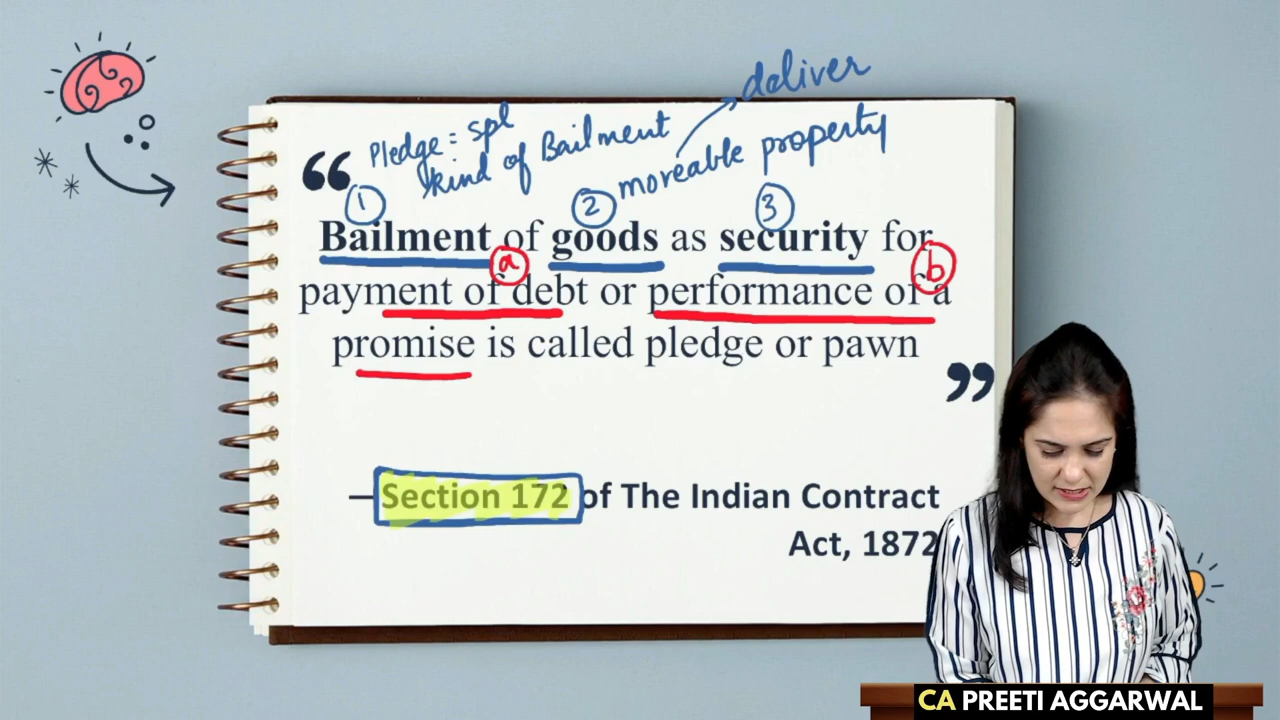 deliver
Pledge = spl
kind of Bailment
moveable property
“
1 2 3
Bailment of goods as security for
a b
payment of debt or performance of a
promise is called pledge or pawn
”
—Section 172 of The Indian Contract
Act, 1872
CA PREETI AGGARWAL